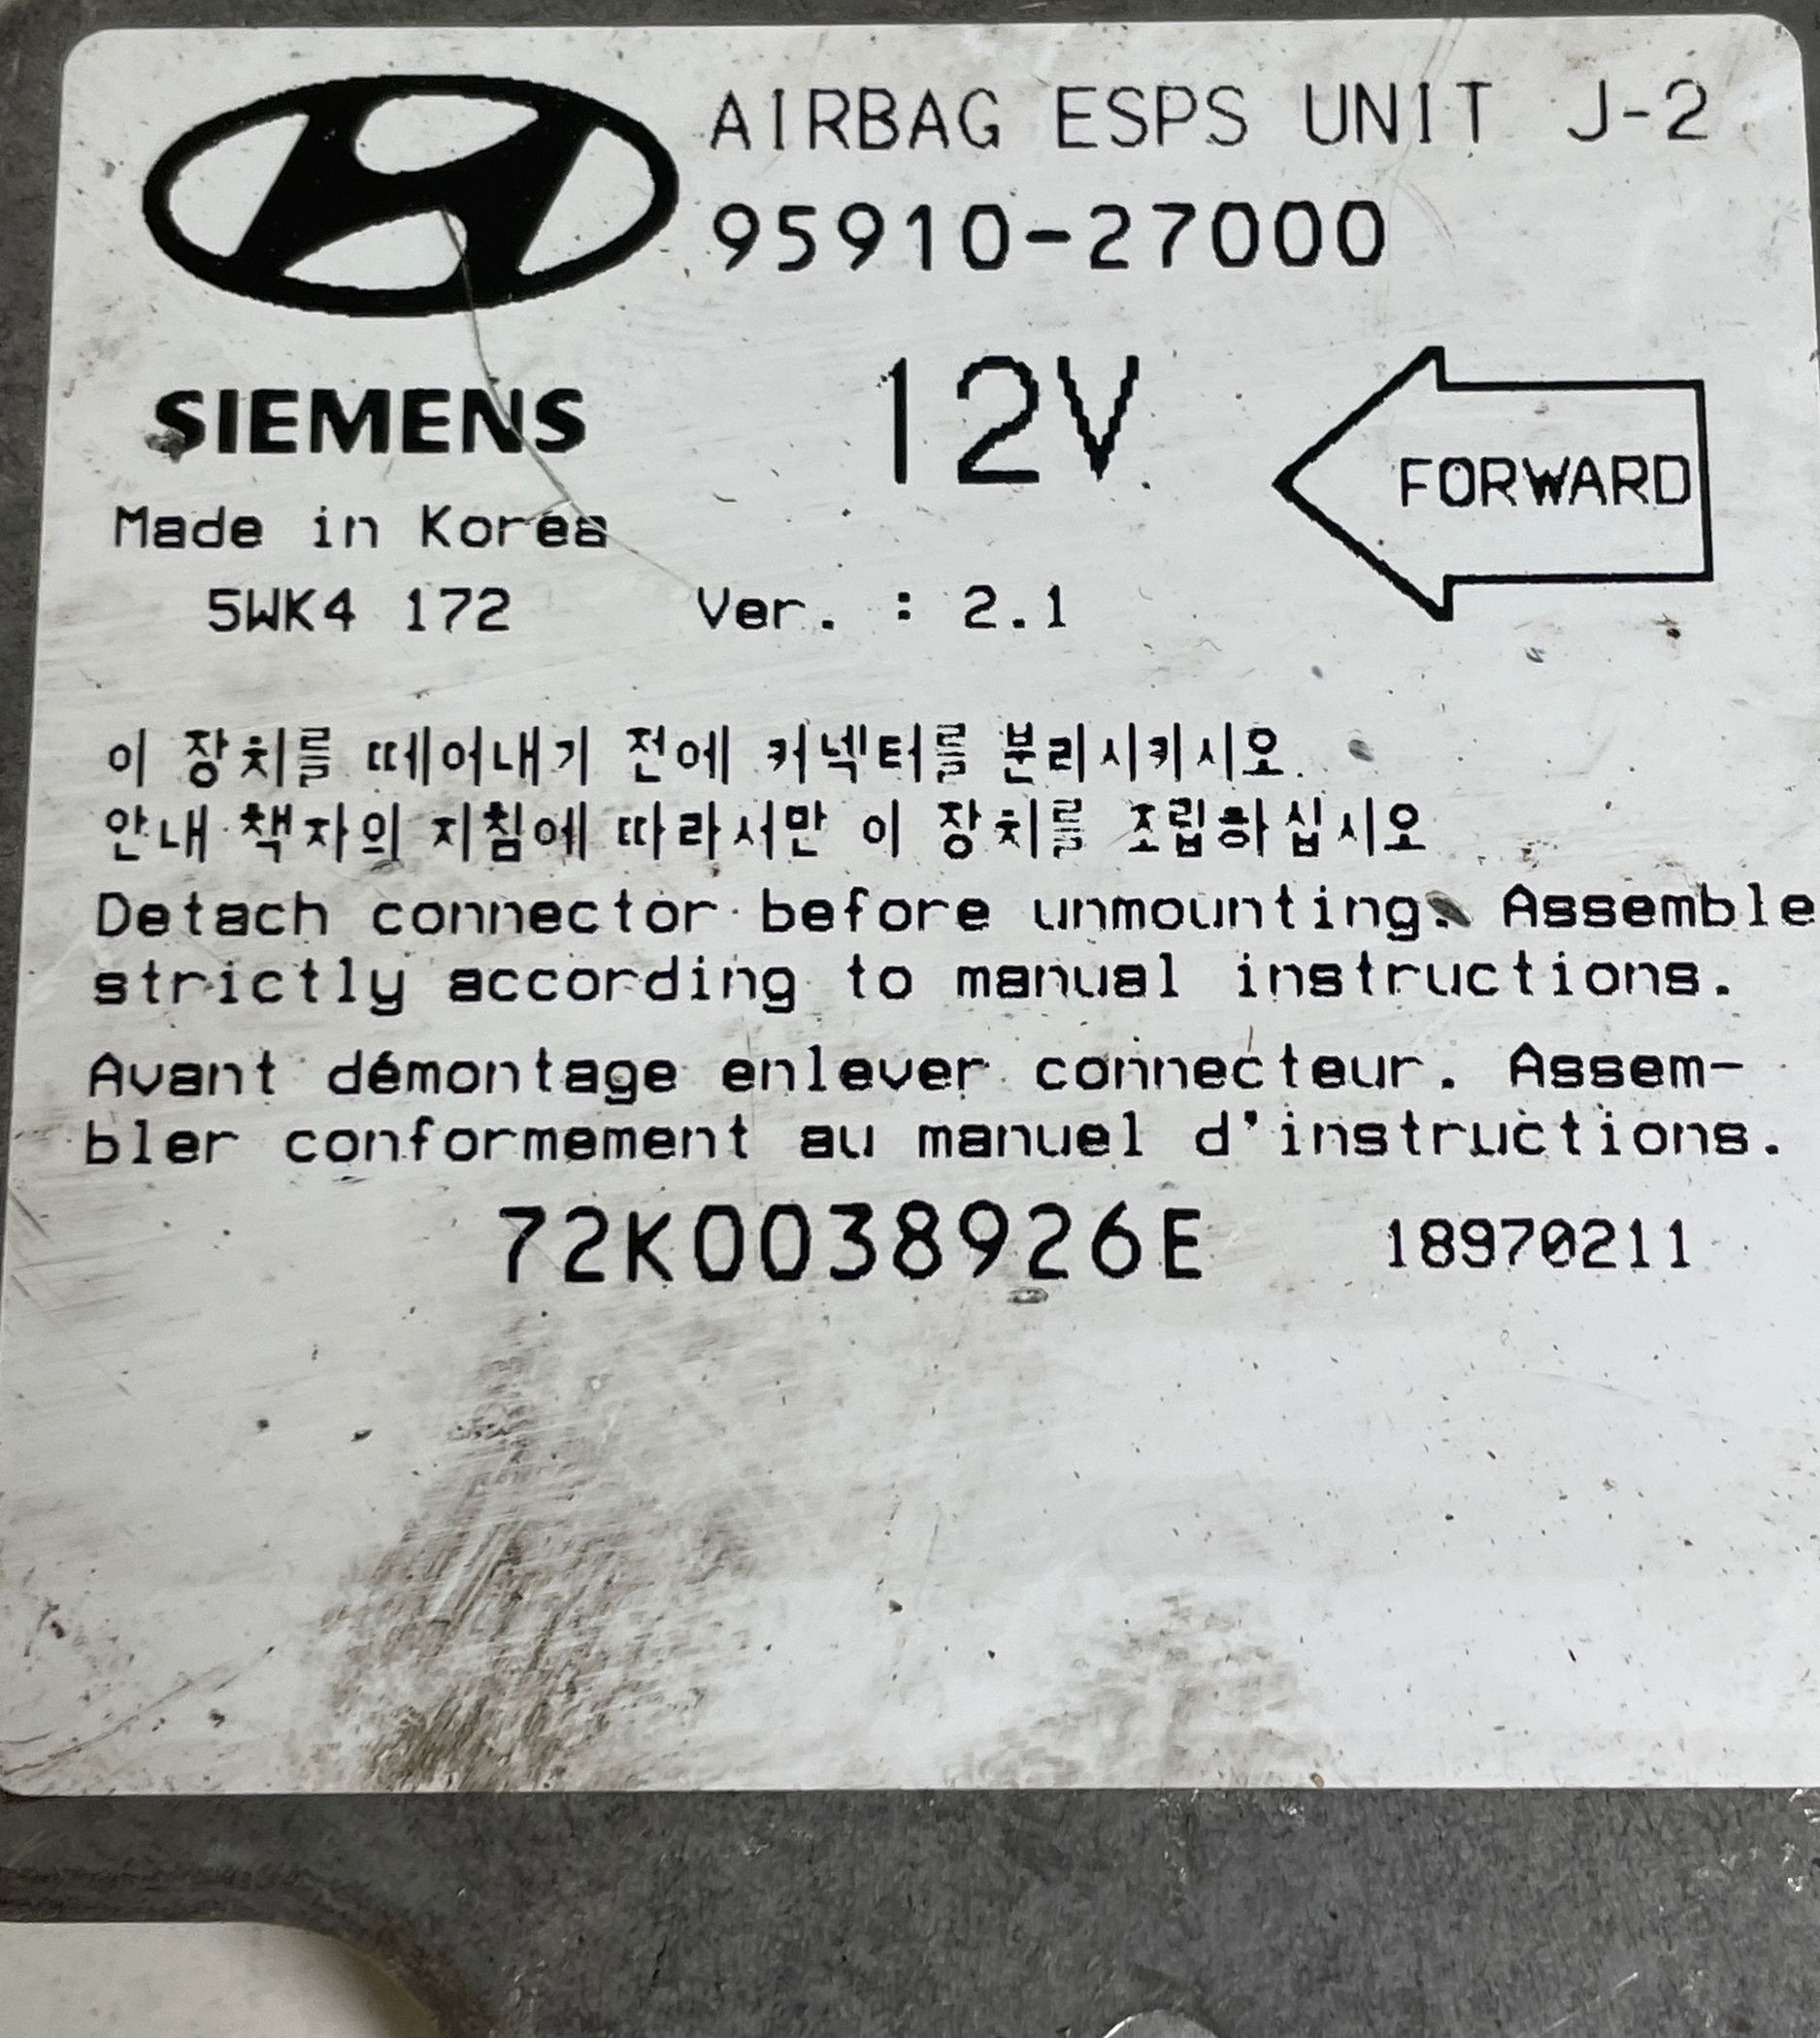 AIRBAG ESPS UNIT J-2
95910-27000
SIEMENS
12V
FORWARD
Made in Korea
5WK4 172 Ver. : 2.1
이 장치를 떼어내기 전에 커넥터를 분리시키시오.
안내 책자의 지침에 따라서만 이 장치를 조립하십시오
Detach connector before unmounting. Assemble
strictly according to manual instructions.
Avant démontage enlever connecteur. Assem-
bler conformement au manuel d'instructions.
72K0038926E 18970211